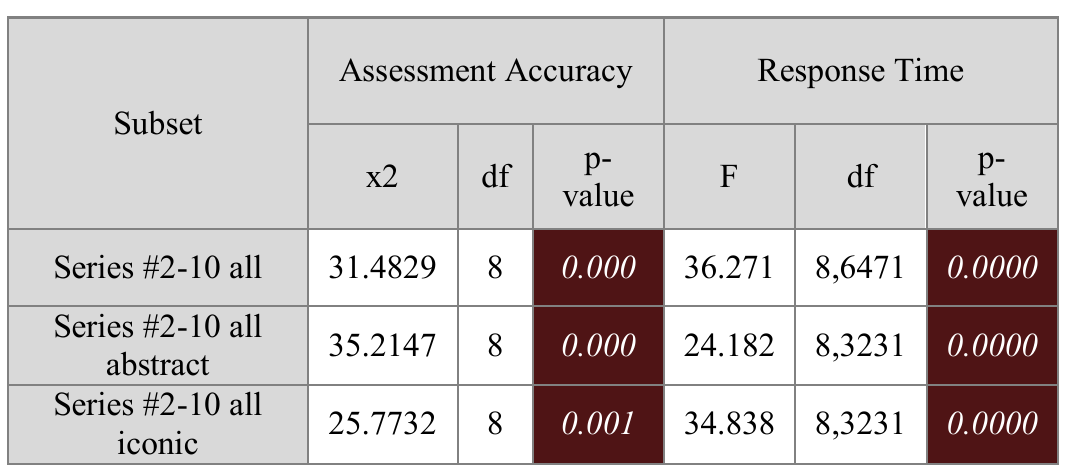 Subset Assessment Accuracy Response Time
x2 df p-value F df p-value
Series #2-10 all 31.4829 8 0.000 36.271 8,6471 0.0000
Series #2-10 all abstract 35.2147 8 0.000 24.182 8,3231 0.0000
Series #2-10 all iconic 25.7732 8 0.001 34.838 8,3231 0.0000